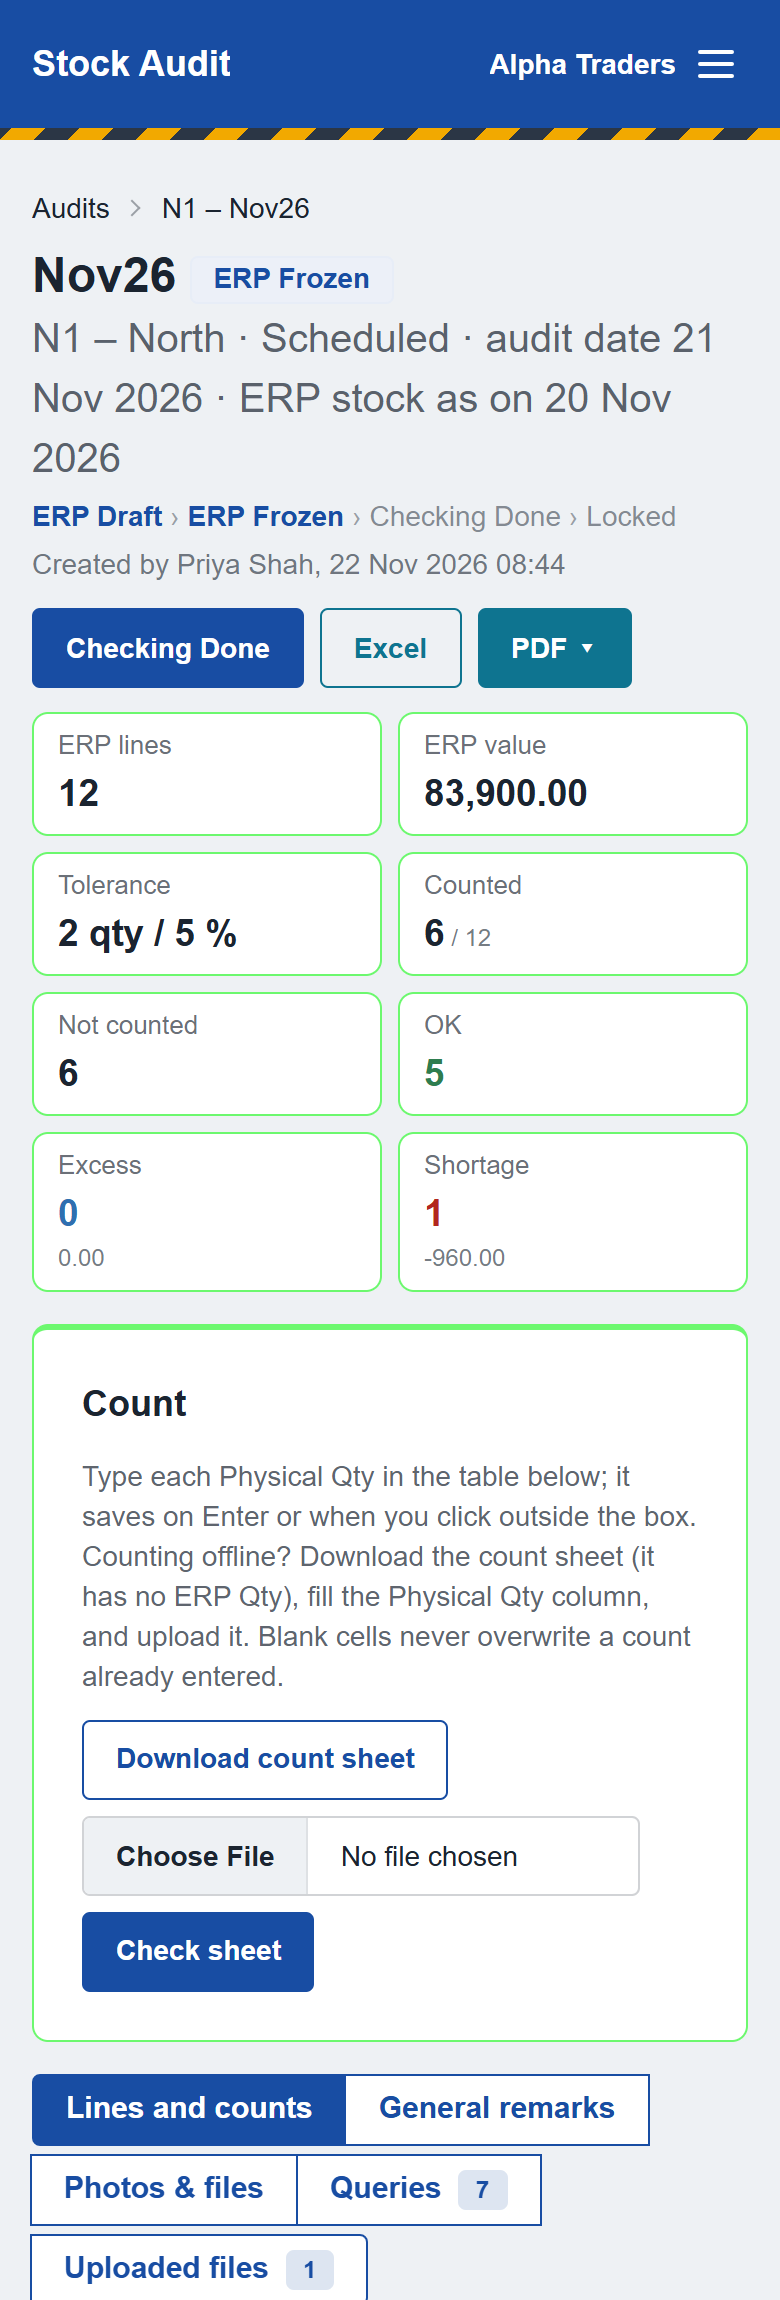 Stock Audit
Alpha Traders
Audits > N1 – Nov26
Nov26 ERP Frozen
N1 – North · Scheduled · audit date 21
Nov 2026 · ERP stock as on 20 Nov
2026
ERP Draft › ERP Frozen › Checking Done › Locked
Created by Priya Shah, 22 Nov 2026 08:44
Checking Done
Excel
PDF ▼
ERP lines
12
ERP value
83,900.00
Tolerance
2 qty / 5 %
Counted
6 / 12
Not counted
6
OK
5
Excess
0
0.00
Shortage
1
-960.00
Count
Type each Physical Qty in the table below; it
saves on Enter or when you click outside the box.
Counting offline? Download the count sheet (it
has no ERP Qty), fill the Physical Qty column,
and upload it. Blank cells never overwrite a count
already entered.
Download count sheet
Choose File No file chosen
Check sheet
Lines and counts
General remarks
Photos & files
Queries 7
Uploaded files 1